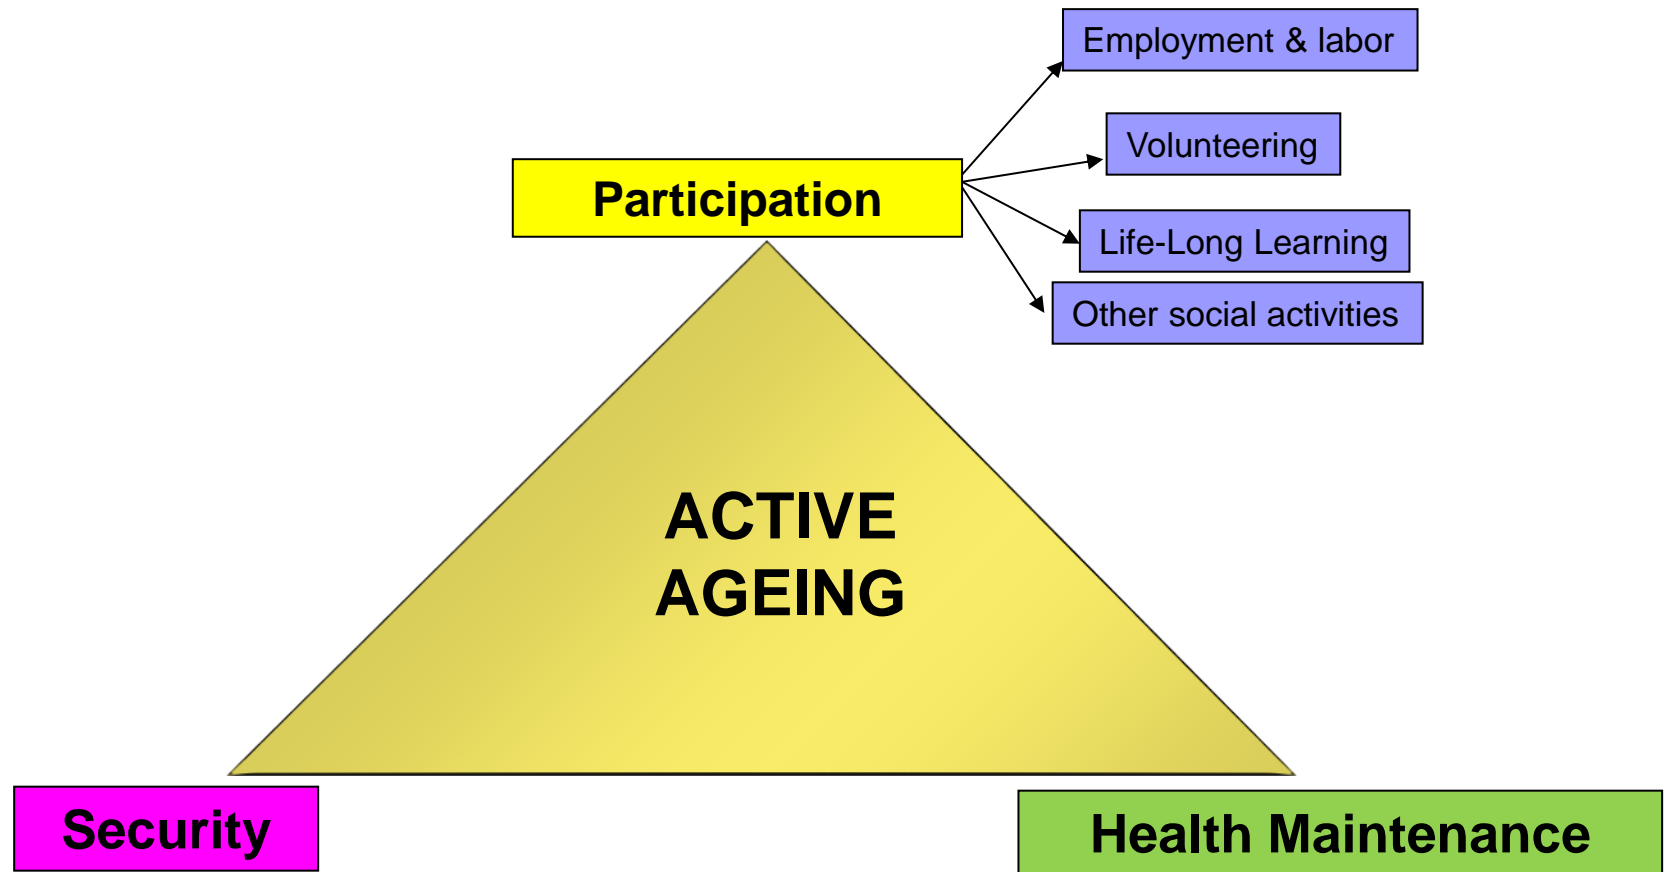 Employment & labor
Volunteering
Participation
Life-Long Learning
Other social activities
ACTIVE
AGEING
Security
Health Maintenance